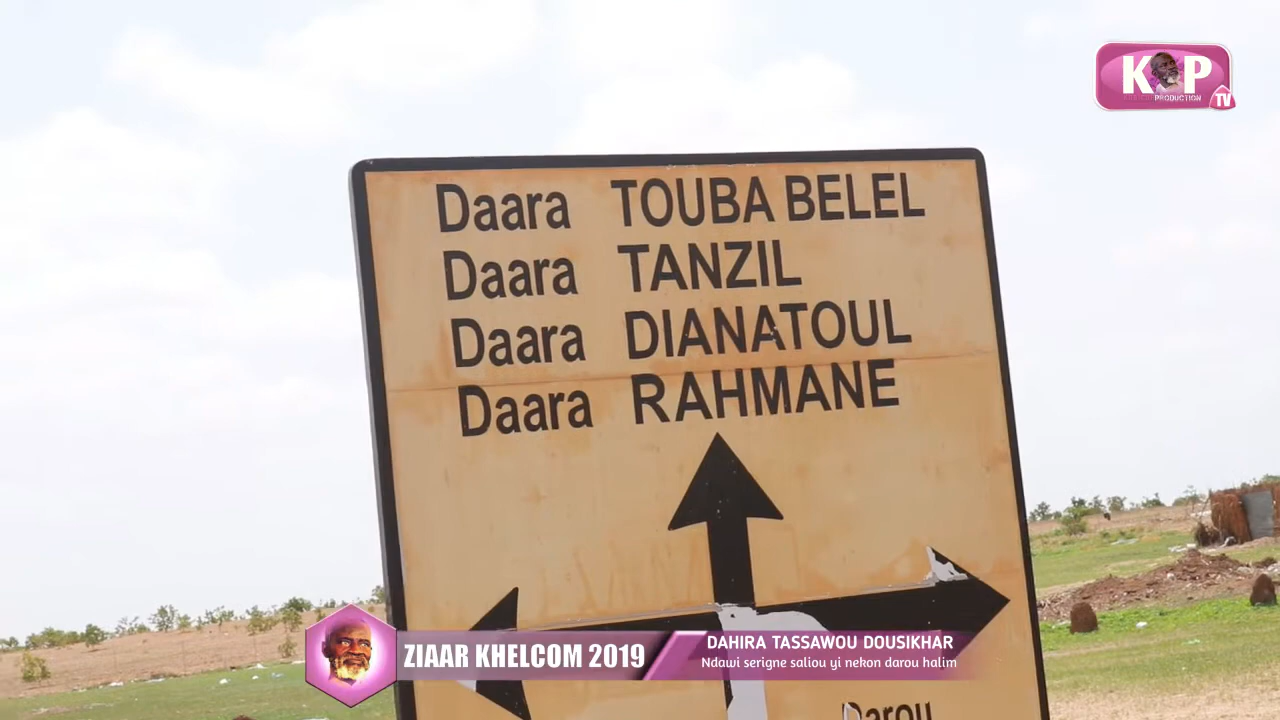 K P
PRODUCTION
TV
Daara TOUBA BELEL
Daara TANZIL
Daara DIANATOUL
Daara RAHMANE
Darou
ZIAAR KHELCOM 2019
DAHIRA TASSAWOU DOUSIKHAR
Ndawi serigne saliou yi nekon darou halim